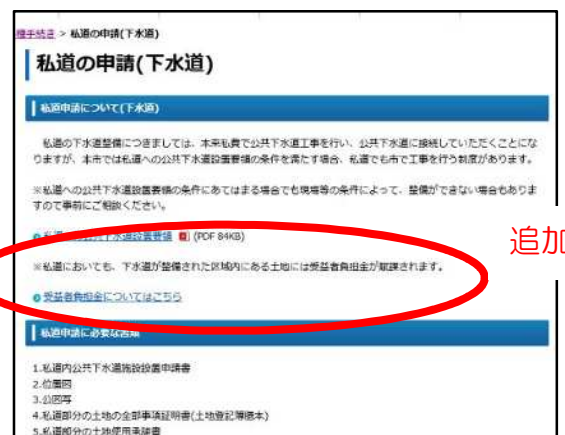 種手続き > 私道の申請(下水道)
私道の申請(下水道)
私道申請について(下水道)
私道の下水道整備につきましては、本来私費で公共下水道工事を行い、公共下水道に接続していただくことにな
りますが、本市では私道への公共下水道設置要領の条件を満たす場合、私道でも市で工事を行う制度があります。
※私道への公共下水道設置要領の条件にあてはまる場合でも現場等の条件によって、整備ができない場合もありま
すので事前にご相談ください。
私道への公共下水道設置要領 (PDF 84KB)
追加
※私道においても、下水道が整備された区域内にある土地には受益者負担金が賦課されます。
受益者負担金についてはこちら
私道申請に必要な書類
1.私道内公共下水道施設設置申請書
2.位置図
3.公図写
4.私道部分の土地の全部事項証明書(土地登記簿謄本)
5.私道部分の土地使用承諾書